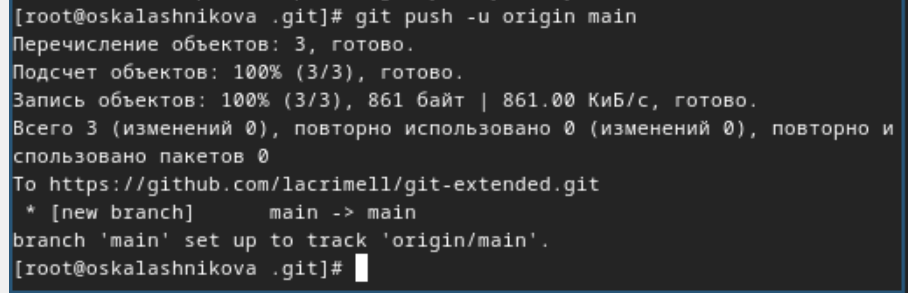 [root@oskalashnikova .git]# git push -u origin main
Перечисление объектов: 3, готово.
Подсчет объектов: 100% (3/3), готово.
Запись объектов: 100% (3/3), 861 байт | 861.00 КиБ/с, готово.
Всего 3 (изменений 0), повторно использовано 0 (изменений 0), повторно и
спользовано пакетов 0
To https://github.com/lacrimell/git-extended.git
 * [new branch]      main -> main
branch 'main' set up to track 'origin/main'.
[root@oskalashnikova .git]#